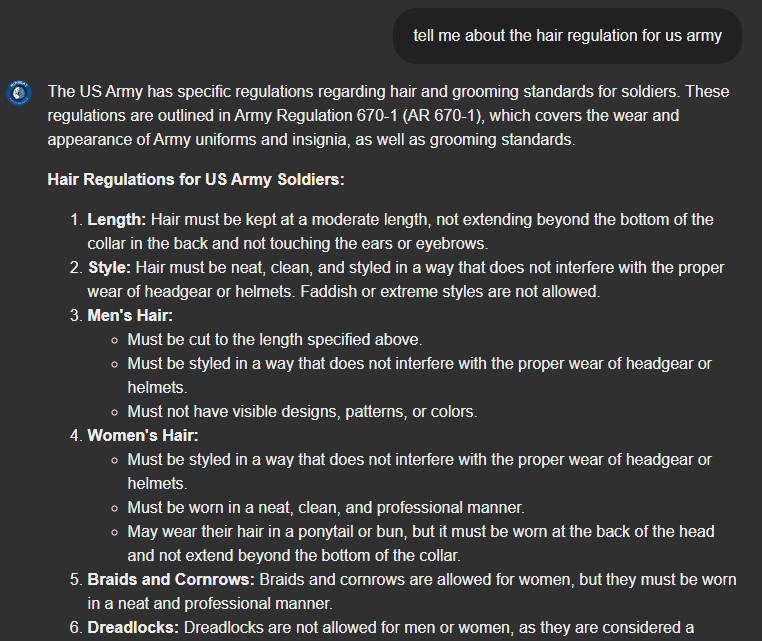 tell me about the hair regulation for us army
The US Army has specific regulations regarding hair and grooming standards for soldiers. These
regulations are outlined in Army Regulation 670-1 (AR 670-1), which covers the wear and
appearance of Army uniforms and insignia, as well as grooming standards.
Hair Regulations for US Army Soldiers:
1. Length: Hair must be kept at a moderate length, not extending beyond the bottom of the
collar in the back and not touching the ears or eyebrows.
2. Style: Hair must be neat, clean, and styled in a way that does not interfere with the proper
wear of headgear or helmets. Faddish or extreme styles are not allowed.
3. Men's Hair:
Must be cut to the length specified above.
Must be styled in a way that does not interfere with the proper wear of headgear or
helmets.
Must not have visible designs, patterns, or colors.
4. Women's Hair:
Must be styled in a way that does not interfere with the proper wear of headgear or
helmets.
Must be worn in a neat, clean, and professional manner.
May wear their hair in a ponytail or bun, but it must be worn at the back of the head
and not extend beyond the bottom of the collar.
5. Braids and Cornrows: Braids and cornrows are allowed for women, but they must be worn
in a neat and professional manner.
6. Dreadlocks: Dreadlocks are not allowed for men or women, as they are considered a